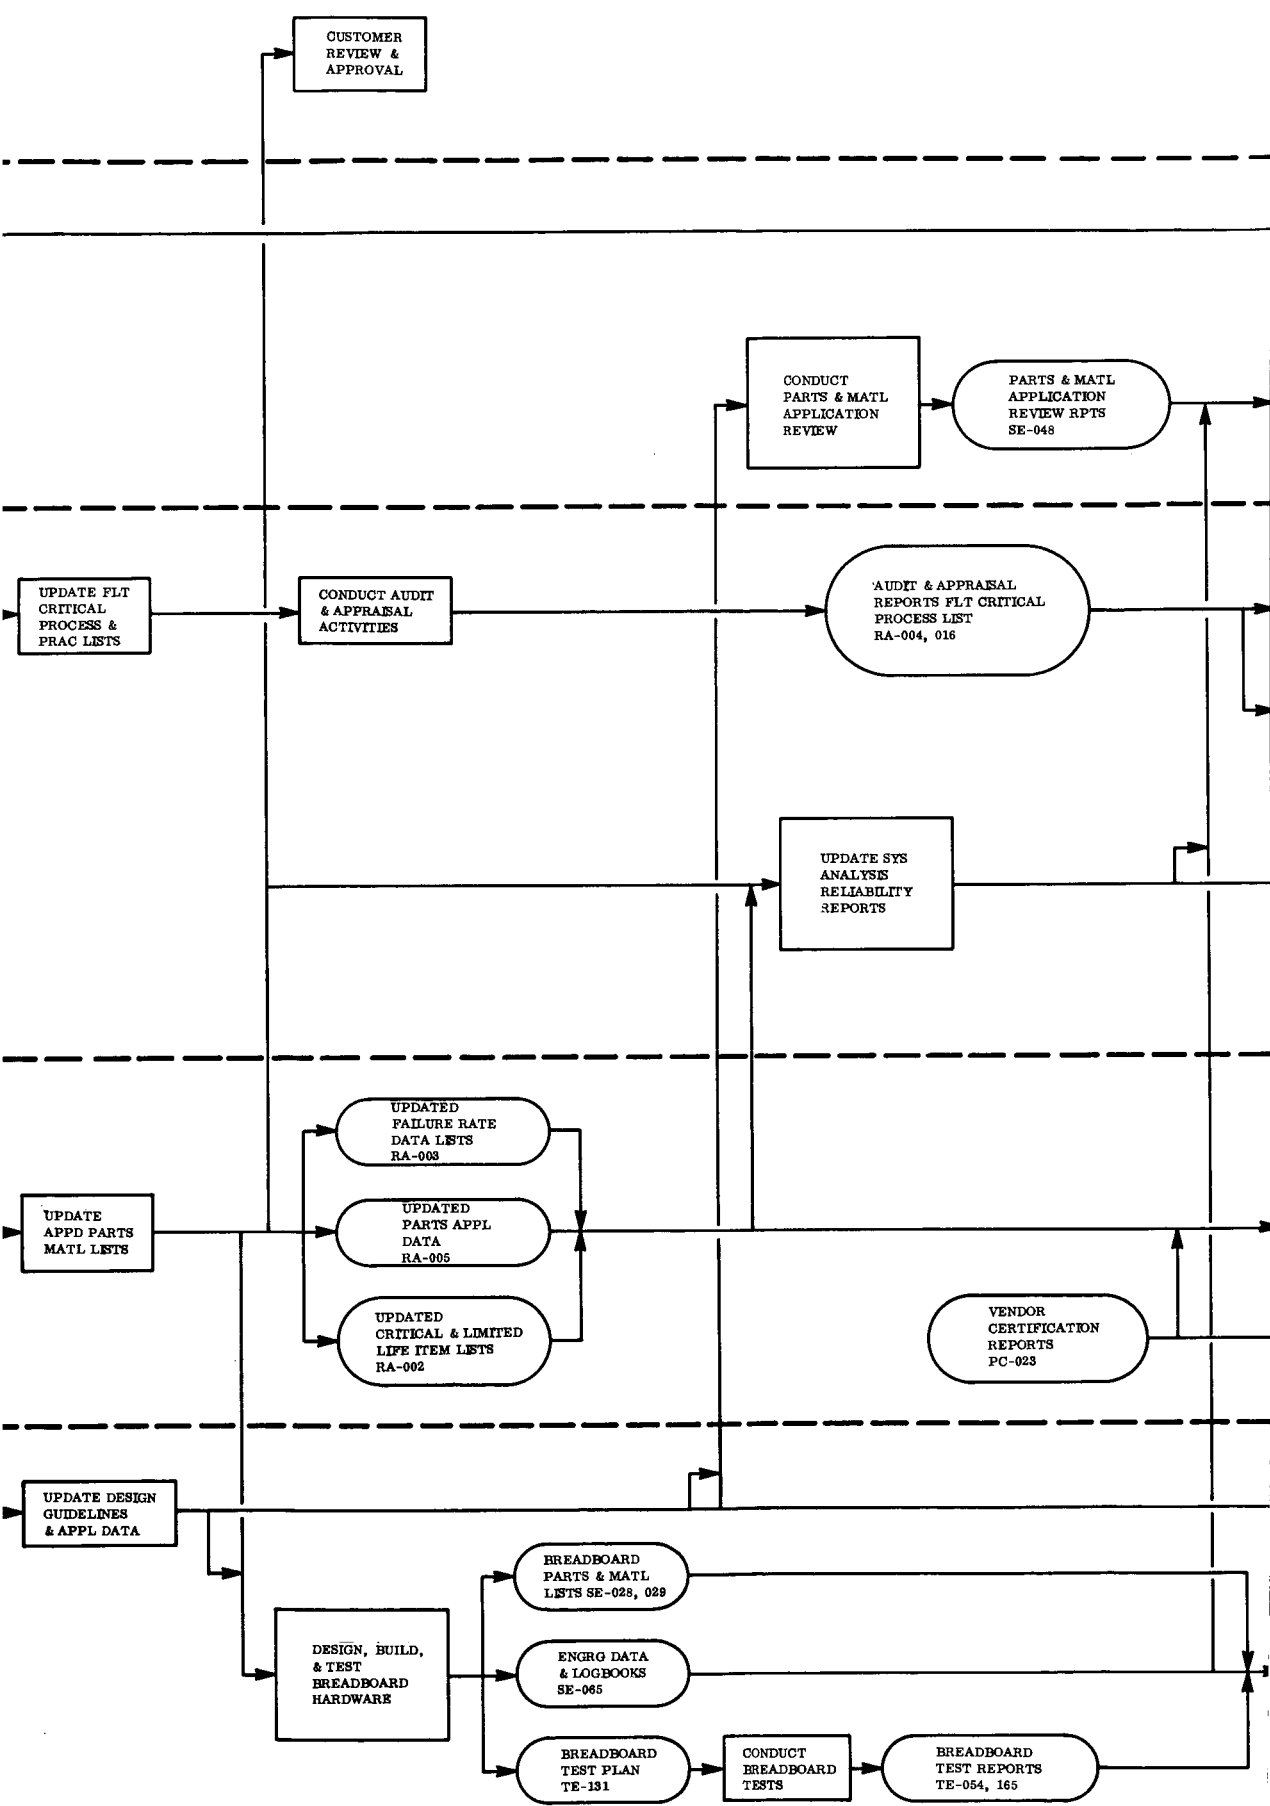 CUSTOMER
REVIEW &
APPROVAL
CONDUCT
PARTS & MATL
APPLICATION
REVIEW
PARTS & MATL
APPLICATION
REVIEW RPTS
SE-048
UPDATE FLT
CRITICAL
PROCESS &
PRAC LISTS
CONDUCT AUDIT
& APPRAISAL
ACTIVITIES
AUDIT & APPRAISAL
REPORTS FLT CRITICAL
PROCESS LIST
RA-004, 016
UPDATE SYS
ANALYSIS
RELIABILITY
REPORTS
UPDATED
FAILURE RATE
DATA LISTS
RA-003
UPDATE
APPD PARTS
MATL LISTS
UPDATED
PARTS APPL
DATA
RA-005
UPDATED
CRITICAL & LIMITED
LIFE ITEM LISTS
RA-002
VENDOR
CERTIFICATION
REPORTS
PC-023
UPDATE DESIGN
GUIDELINES
& APPL DATA
BREADBOARD
PARTS & MATL
LISTS SE-028, 029
DESIGN, BUILD,
& TEST
BREADBOARD
HARDWARE
ENGRG DATA
& LOGBOOKS
SE-065
BREADBOARD
TEST PLAN
TE-131
CONDUCT
BREADBOARD
TESTS
BREADBOARD
TEST REPORTS
TE-054, 165